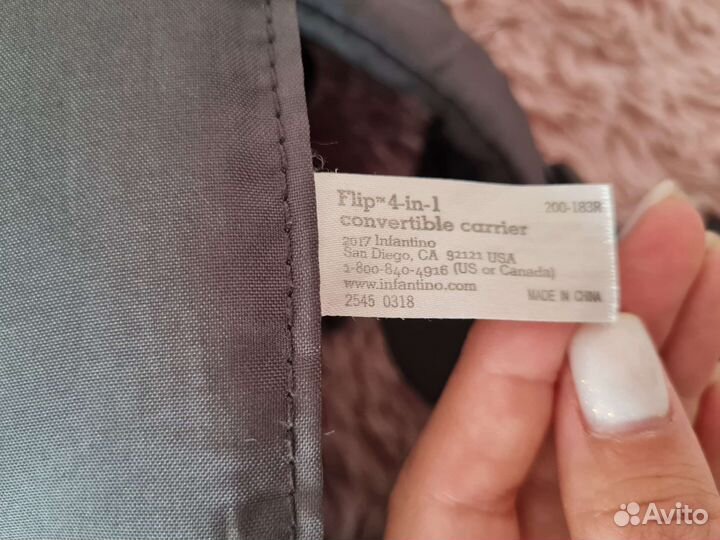 Flip™ 4-in-1 200-183R
convertible carrier
2017 Infantino
San Diego, CA 92121 USA
1-800-840-4916 (US or Canada)
www.infantino.com
2545 0318 MADE IN CHINA
Avito